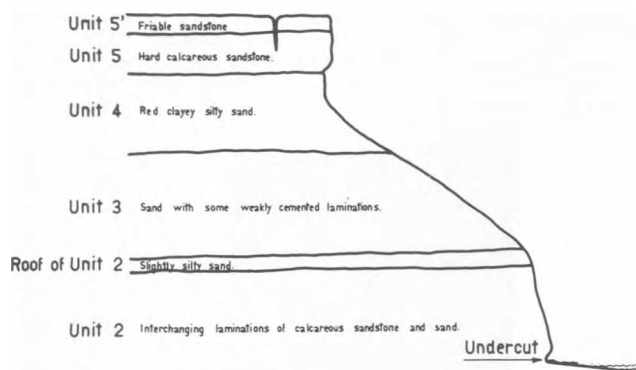 Unit 5' Friable sandstone
Unit 5 Hard calcareous sandstone.
Unit 4 Red clayey silty sand.
Unit 3 Sand with some weakly cemented laminations.
Roof of Unit 2 Slightly silty sand.
Unit 2 Interchanging laminations of calcareous sandstone and sand.
Undercut